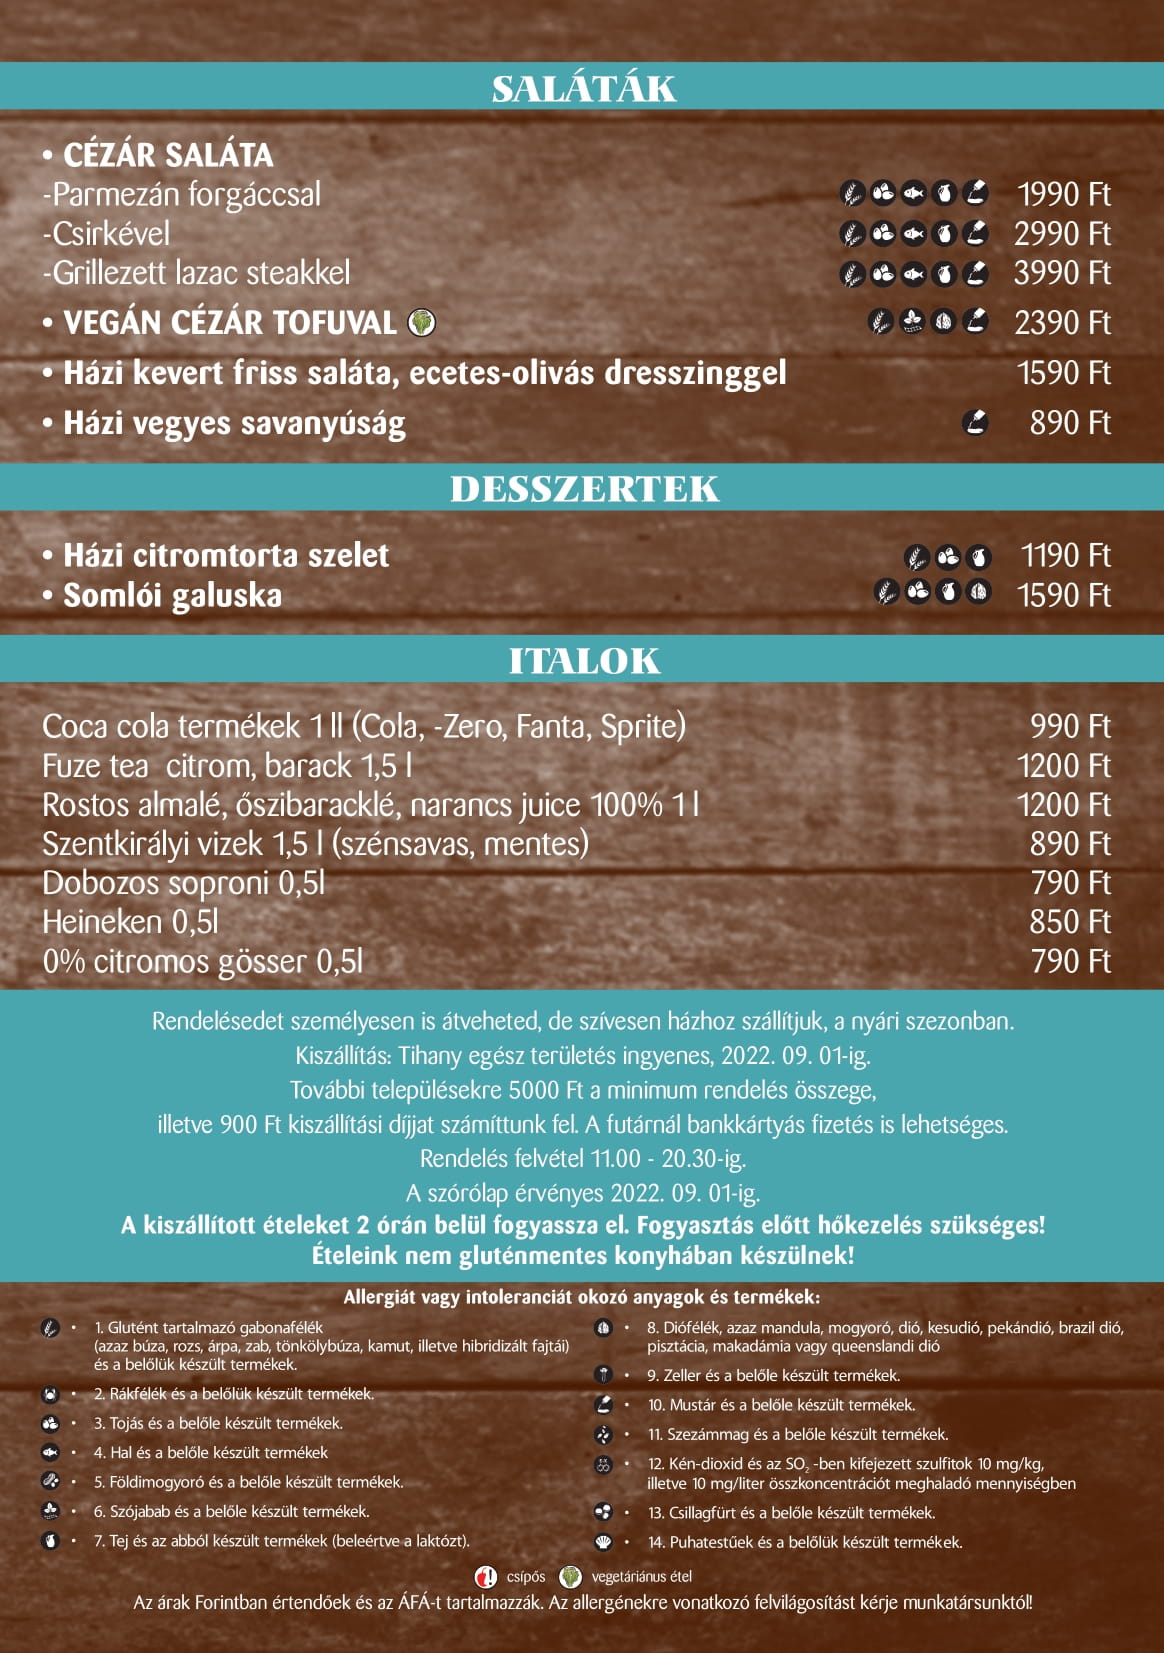 SALÁTÁK
• CÉZÁR SALÁTA
-Parmezán forgáccsal 1990 Ft
-Csirkével 2990 Ft
-Grillezett lazac steakkel 3990 Ft
• VEGÁN CÉZÁR TOFUVAL 2390 Ft
• Házi kevert friss saláta, ecetes-olivás dresszinggel 1590 Ft
• Házi vegyes savanyúság 890 Ft
DESSZERTEK
• Házi citromtorta szelet 1190 Ft
• Somlói galuska 1590 Ft
ITALOK
Coca cola termékek 1 ll (Cola, -Zero, Fanta, Sprite) 990 Ft
Fuze tea citrom, barack 1,5 l 1200 Ft
Rostos almalé, őszibaracklé, narancs juice 100% 1 l 1200 Ft
Szentkirályi vizek 1,5 l (szénsavas, mentes) 890 Ft
Dobozos soproni 0,5l 790 Ft
Heineken 0,5l 850 Ft
0% citromos gösser 0,5l 790 Ft
Rendelésedet személyesen is átveheted, de szívesen házhoz szállítjuk, a nyári szezonban.
Kiszállítás: Tihany egész területés ingyenes, 2022. 09. 01-ig.
További településekre 5000 Ft a minimum rendelés összege,
illetve 900 Ft kiszállítási díjjat számíttunk fel. A futárnál bankkártyás fizetés is lehetséges.
Rendelés felvétel 11.00 - 20.30-ig.
A szórólap érvényes 2022. 09. 01-ig.
A kiszállított ételeket 2 órán belül fogyassza el. Fogyasztás előtt hőkezelés szükséges!
Ételeink nem gluténmentes konyhában készülnek!
Allergiát vagy intoleranciát okozó anyagok és termékek:
• 1. Glutént tartalmazó gabonafélék
(azaz búza, rozs, árpa, zab, tönkölybúza, kamut, illetve hibridizált fajtái)
és a belőlük készült termékek.
• 2. Rákfélék és a belőlük készült termékek.
• 3. Tojás és a belőle készült termékek.
• 4. Hal és a belőle készült termékek
• 5. Földimogyoró és a belőle készült termékek.
• 6. Szójabab és a belőle készült termékek.
• 7. Tej és az abból készült termékek (beleértve a laktózt).
• 8. Diófélék, azaz mandula, mogyoró, dió, kesudió, pekándió, brazil dió,
pisztácia, makadámia vagy queenslandi dió
• 9. Zeller és a belőle készült termékek.
• 10. Mustár és a belőle készült termékek.
• 11. Szezámmag és a belőle készült termékek.
• 12. Kén-dioxid és az SO₂ -ben kifejezett szulfitok 10 mg/kg,
illetve 10 mg/liter összkoncentrációt meghaladó mennyiségben
• 13. Csillagfürt és a belőle készült termékek.
• 14. Puhatestűek és a belőlük készült termékek.
csípős vegetáriánus étel
Az árak Forintban értendőek és az ÁFÁ-t tartalmazzák. Az allergénekre vonatkozó felvilágosítást kérje munkatársunktól!